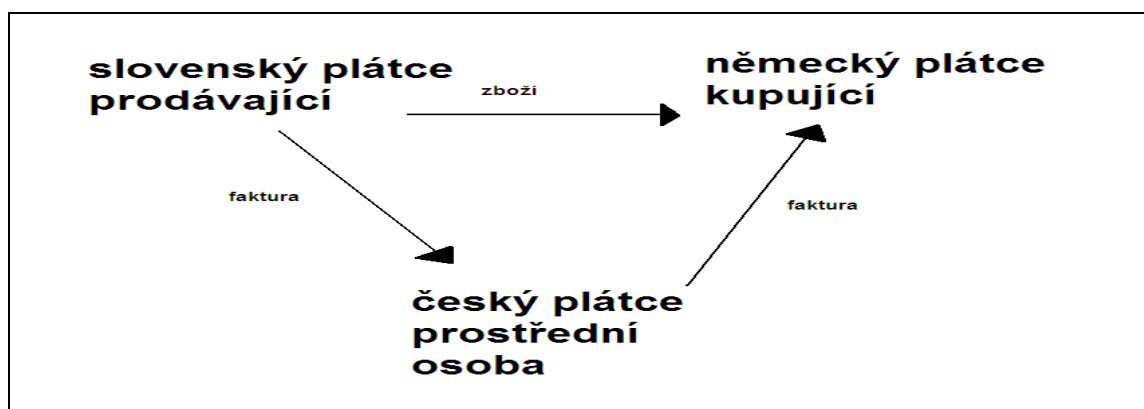 slovenský plátce
prodávající
zboží
německý plátce
kupující
faktura
faktura
český plátce
prostřední
osoba